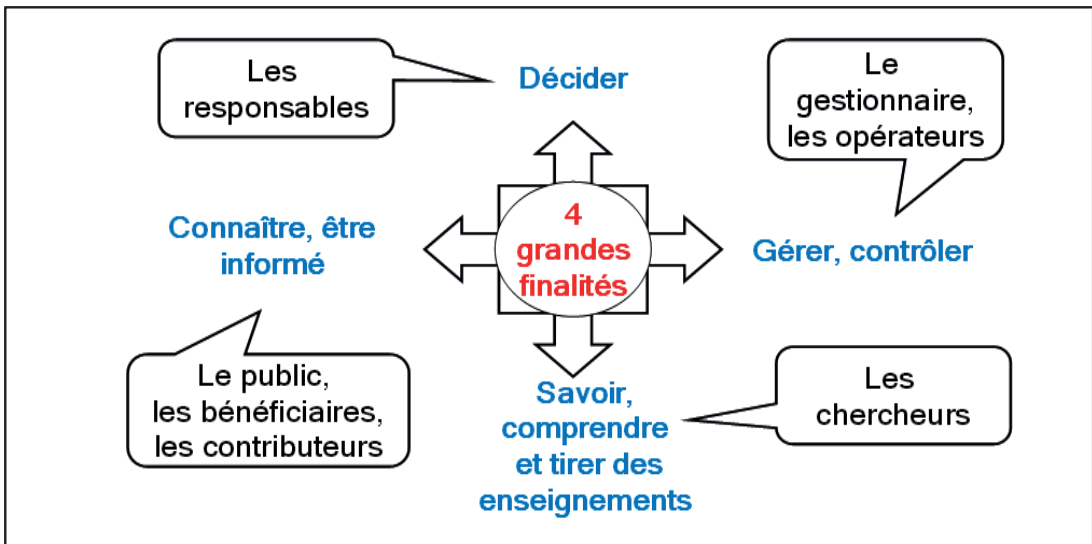 Les
responsables
Décider
Le
gestionnaire,
les opérateurs
Connaître, être
informé
4
grandes
finalités
Gérer, contrôler
Le public,
les bénéficiaires,
les contributeurs
Savoir,
comprendre
et tirer des
enseignements
Les
chercheurs